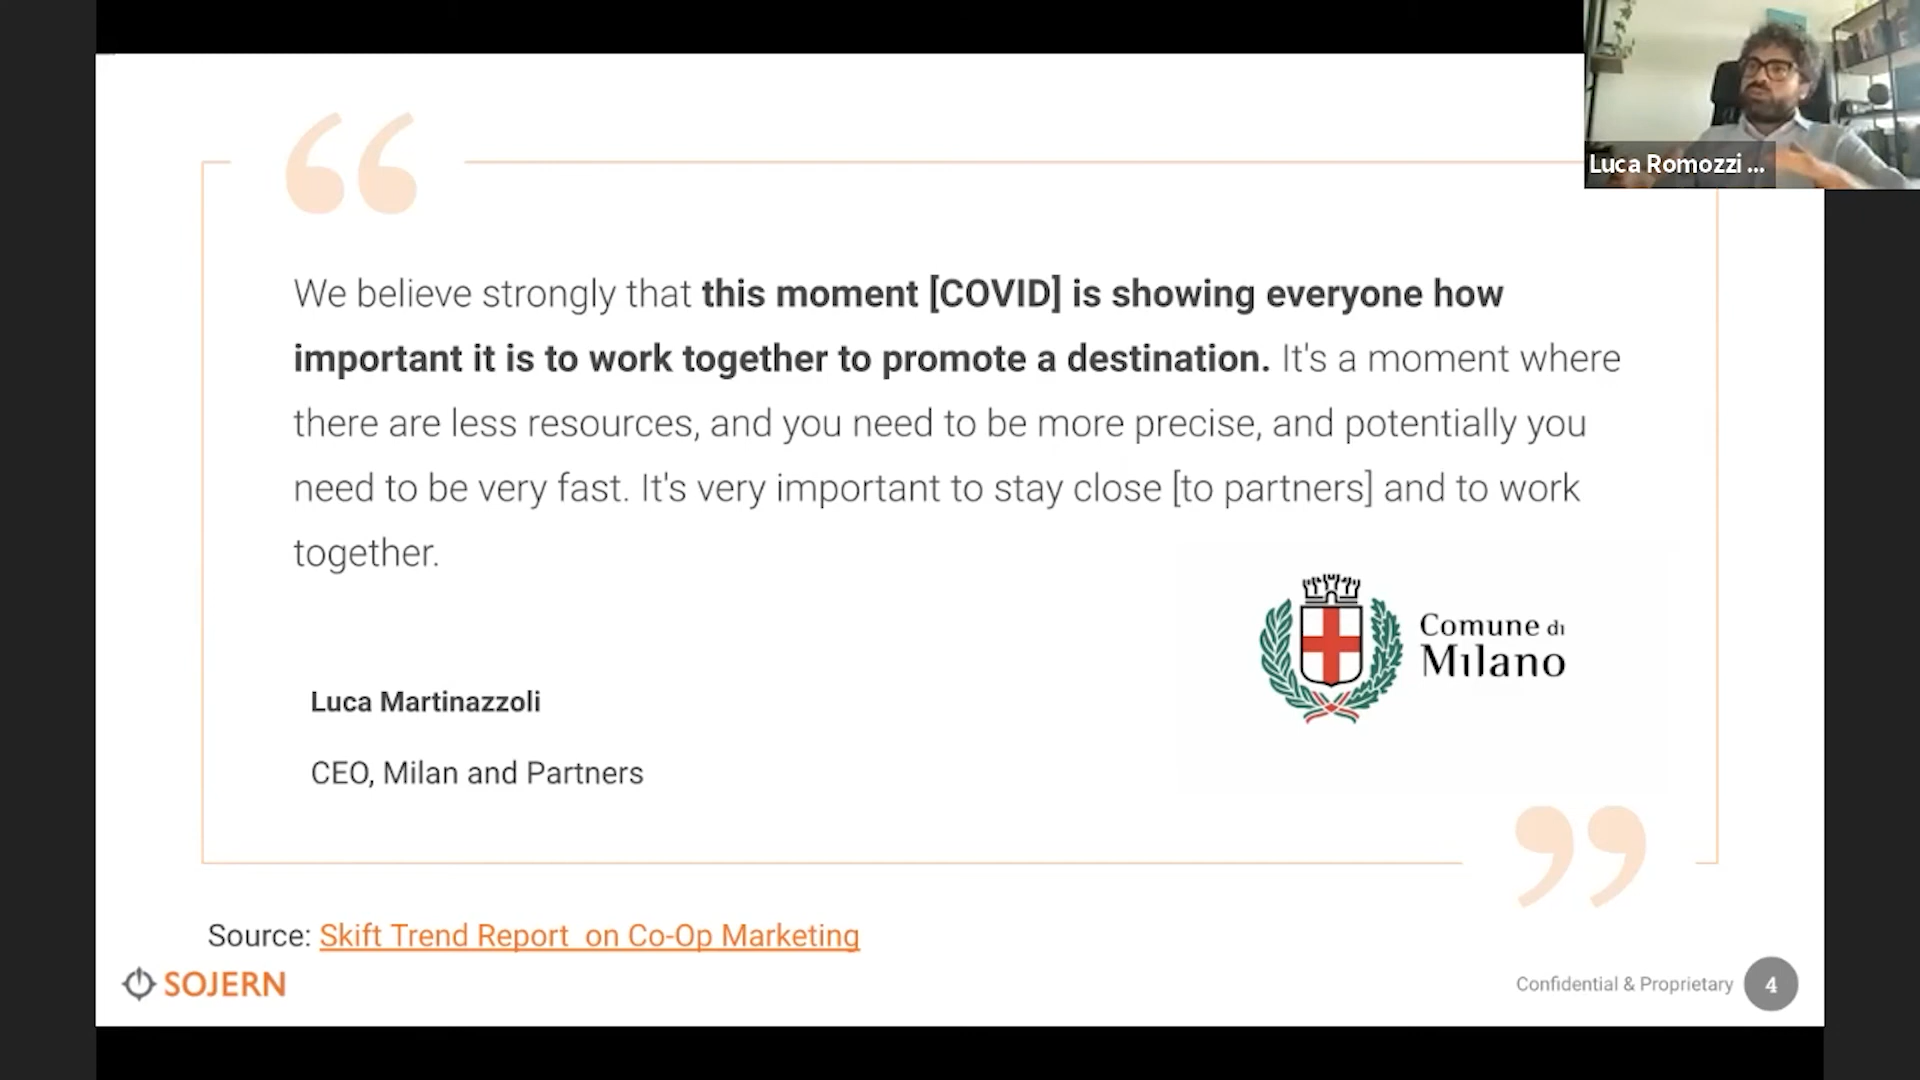 Luca Romozzi ...
“
We believe strongly that this moment [COVID] is showing everyone how
important it is to work together to promote a destination. It's a moment where
there are less resources, and you need to be more precise, and potentially you
need to be very fast. It's very important to stay close [to partners] and to work
together.
Comune di
Milano
Luca Martinazzoli
CEO, Milan and Partners
”
Source: Skift Trend Report  on Co-Op Marketing
SOJERN
Confidential & Proprietary
4